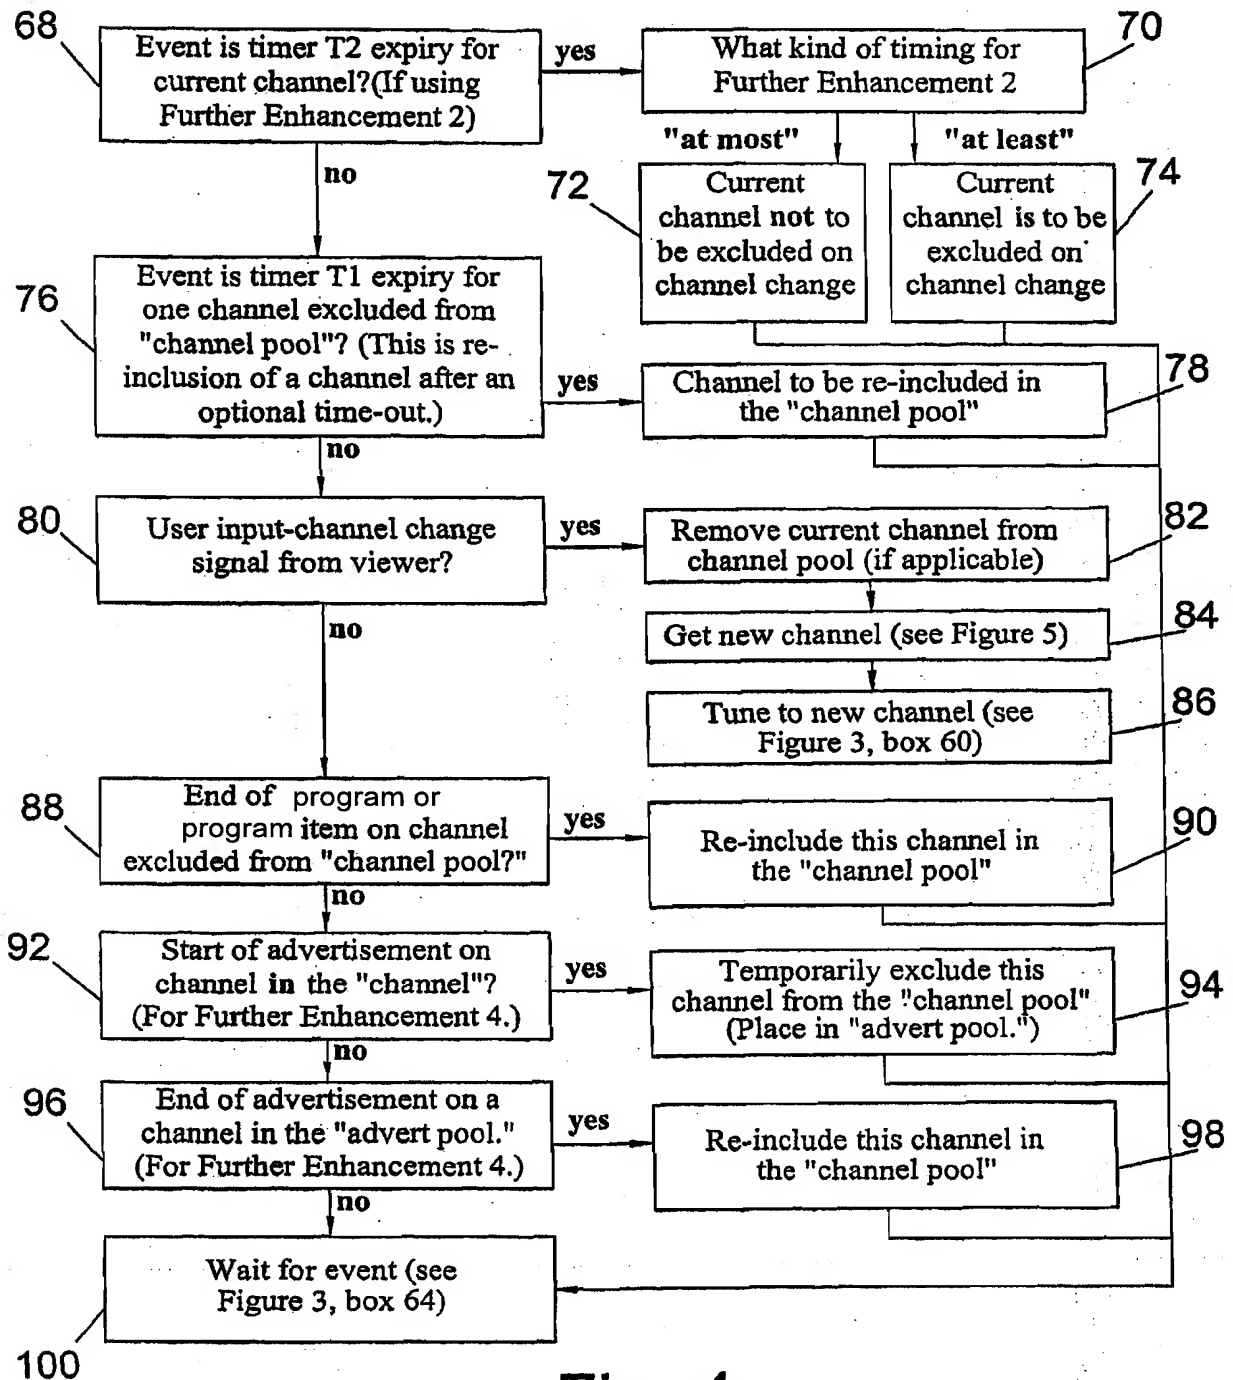 68
Event is timer T2 expiry for
current channel?(If using
Further Enhancement 2)
yes
What kind of timing for
Further Enhancement 2
70
no
"at most"
"at least"
72
Current
channel not to
be excluded on
channel change
Current
channel is to be
excluded on
channel change
74
76
Event is timer T1 expiry for
one channel excluded from
"channel pool"? (This is re-
inclusion of a channel after an
optional time-out.)
yes
Channel to be re-included in
the "channel pool"
78
no
80
User input-channel change
signal from viewer?
yes
Remove current channel from
channel pool (if applicable)
82
no
Get new channel (see Figure 5)
84
Tune to new channel (see
Figure 3, box 60)
86
88
End of program or
program item on channel
excluded from "channel pool?"
yes
Re-include this channel in
the "channel pool"
90
no
92
Start of advertisement on
channel in the "channel"?
(For Further Enhancement 4.)
yes
Temporarily exclude this
channel from the "channel pool"
(Place in "advert pool.")
94
no
96
End of advertisement on a
channel in the "advert pool."
(For Further Enhancement 4.)
yes
Re-include this channel in
the "channel pool"
98
no
Wait for event (see
Figure 3, box 64)
100